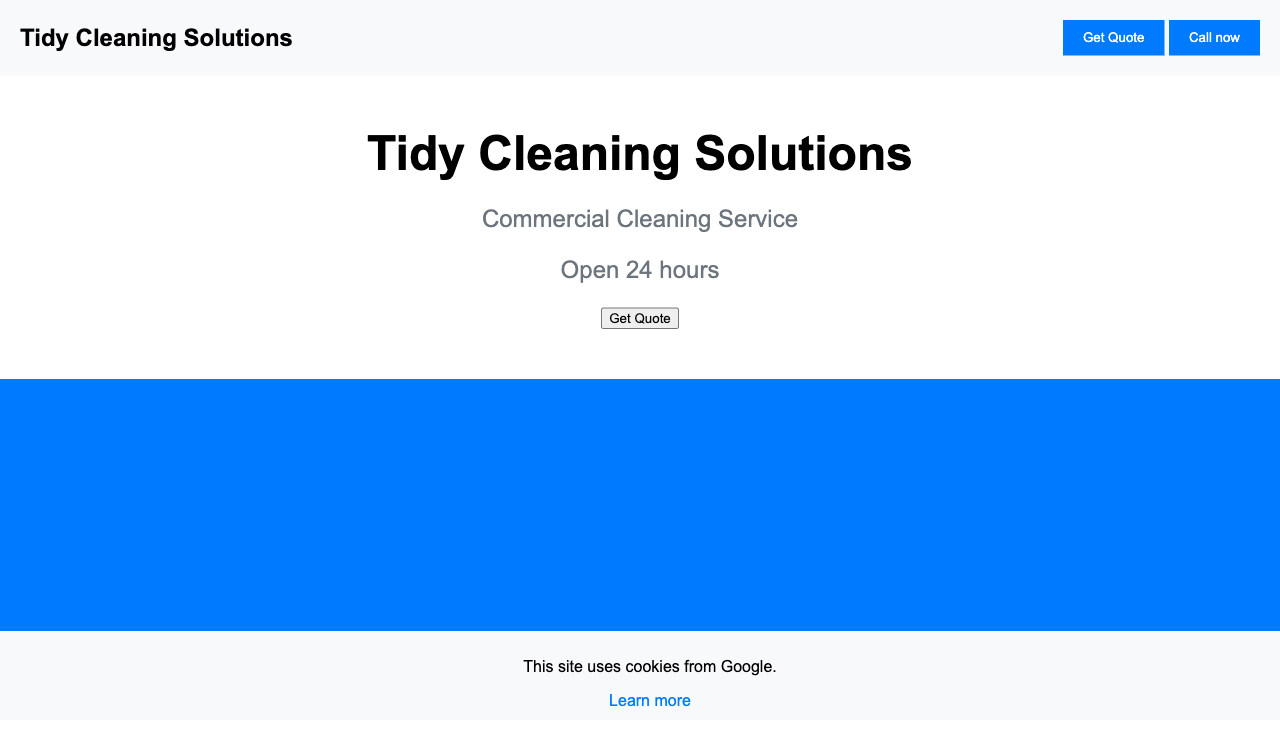 Tidy Cleaning Solutions
Get Quote
Call now
Tidy Cleaning Solutions
Commercial Cleaning Service
Open 24 hours
Get Quote
This site uses cookies from Google.
Learn more